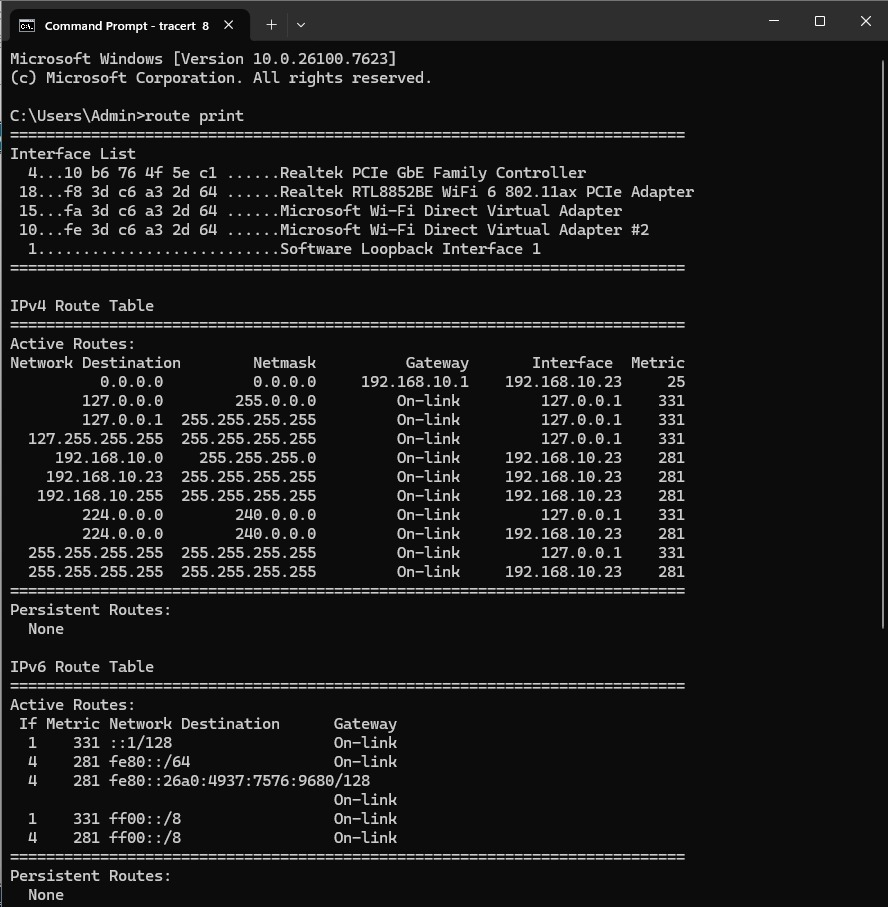 Command Prompt - tracert  8
Microsoft Windows [Version 10.0.26100.7623]
(c) Microsoft Corporation. All rights reserved.

C:\Users\Admin>route print
===========================================================================
Interface List
  4...10 b6 76 4f 5e c1 ......Realtek PCIe GbE Family Controller
 18...f8 3d c6 a3 2d 64 ......Realtek RTL8852BE WiFi 6 802.11ax PCIe Adapter
 15...fa 3d c6 a3 2d 64 ......Microsoft Wi-Fi Direct Virtual Adapter
 10...fe 3d c6 a3 2d 64 ......Microsoft Wi-Fi Direct Virtual Adapter #2
  1...........................Software Loopback Interface 1
===========================================================================

IPv4 Route Table
===========================================================================
Active Routes:
Network Destination        Netmask          Gateway       Interface  Metric
          0.0.0.0          0.0.0.0     192.168.10.1    192.168.10.23     25
        127.0.0.0        255.0.0.0         On-link         127.0.0.1    331
        127.0.0.1  255.255.255.255         On-link         127.0.0.1    331
  127.255.255.255  255.255.255.255         On-link         127.0.0.1    331
     192.168.10.0    255.255.255.0         On-link     192.168.10.23    281
    192.168.10.23  255.255.255.255         On-link     192.168.10.23    281
   192.168.10.255  255.255.255.255         On-link     192.168.10.23    281
        224.0.0.0        240.0.0.0         On-link         127.0.0.1    331
        224.0.0.0        240.0.0.0         On-link     192.168.10.23    281
  255.255.255.255  255.255.255.255         On-link         127.0.0.1    331
  255.255.255.255  255.255.255.255         On-link     192.168.10.23    281
===========================================================================
Persistent Routes:
  None

IPv6 Route Table
===========================================================================
Active Routes:
 If Metric Network Destination      Gateway
  1    331 ::1/128                  On-link
  4    281 fe80::/64                On-link
  4    281 fe80::26a0:4937:7576:9680/128
                                    On-link
  1    331 ff00::/8                 On-link
  4    281 ff00::/8                 On-link
===========================================================================
Persistent Routes:
  None